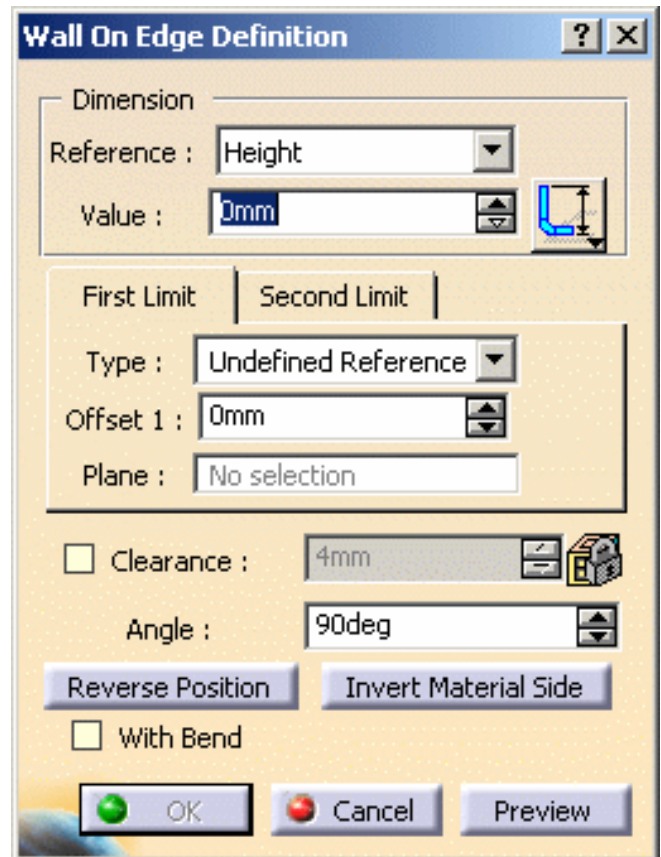 Wall On Edge Definition ? X
Dimension
Reference : Height
Value : 0mm
First Limit Second Limit
Type : Undefined Reference
Offset 1 : 0mm
Plane : No selection
Clearance : 4mm
Angle : 90deg
Reverse Position Invert Material Side
With Bend
OK Cancel Preview